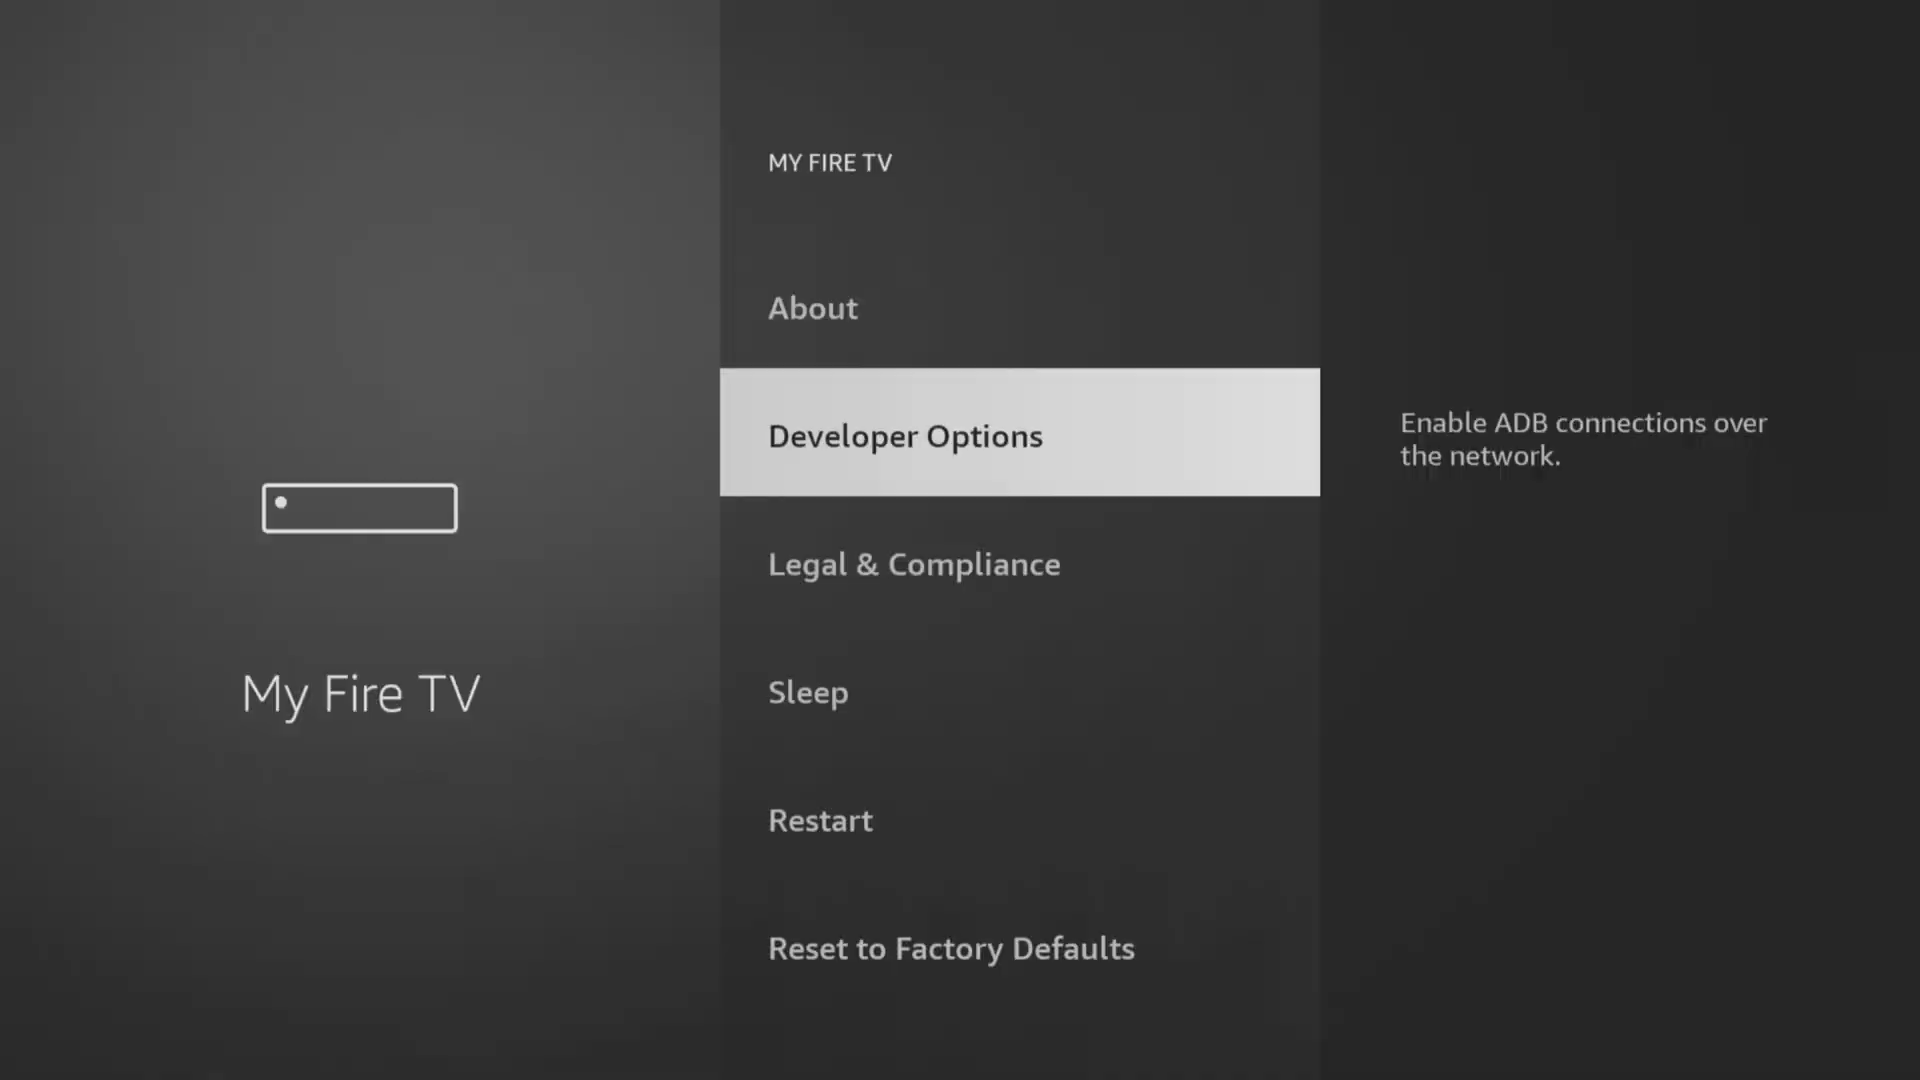 MY FIRE TV
About
Developer Options
Enable ADB connections over
the network.
Legal & Compliance
Sleep
My Fire TV
Restart
Reset to Factory Defaults